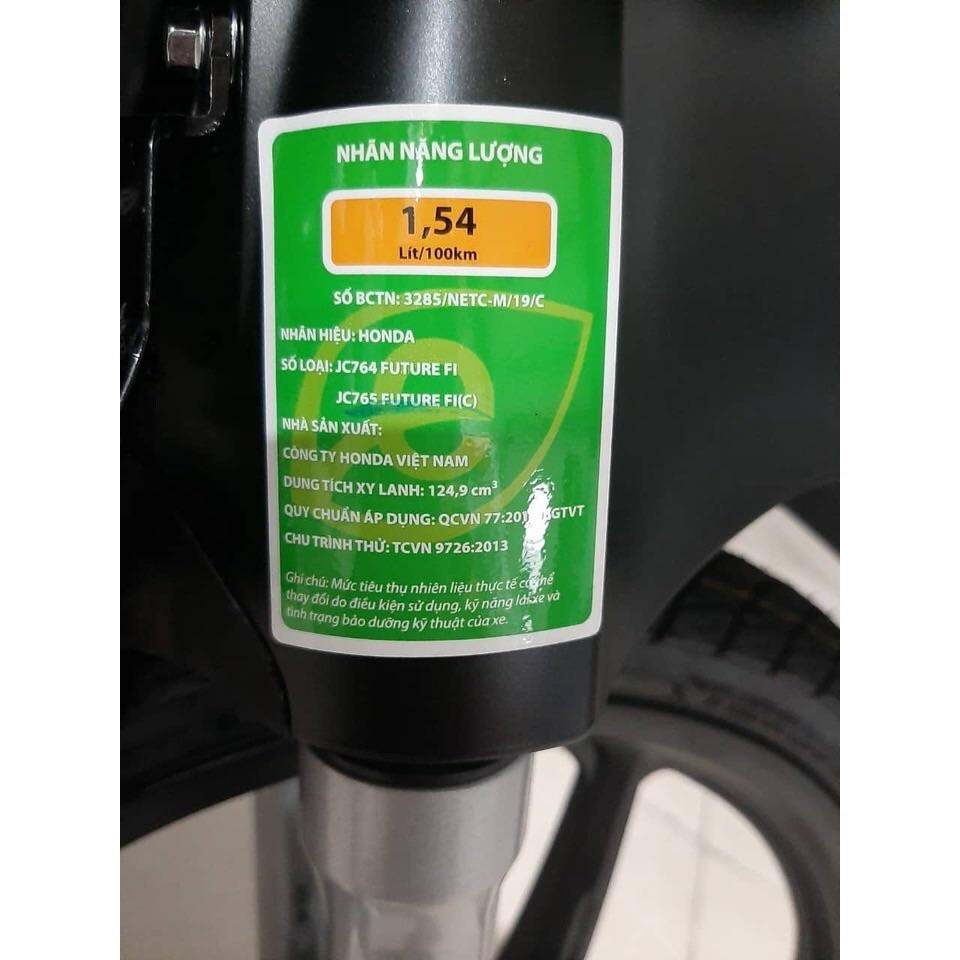 NHÃN NĂNG LƯỢNG
1,54
Lít/100km
SỐ BCTN: 3285/NETC-M/19/C
NHÃN HIỆU: HONDA
SỐ LOẠI: JC764 FUTURE FI
JC765 FUTURE FI(C)
NHÀ SẢN XUẤT:
CÔNG TY HONDA VIỆT NAM
DUNG TÍCH XY LANH: 124,9 cm³
QUY CHUẨN ÁP DỤNG: QCVN
CHU TRÌNH THỬ: TCVN 9726:2013
Ghi chú: Mức tiêu thụ nhiên liệu thực tế có thể
thay đổi do điều kiện sử dụng, kỹ năng lái xe và
tình trạng bảo dưỡng kỹ thuật của xe.